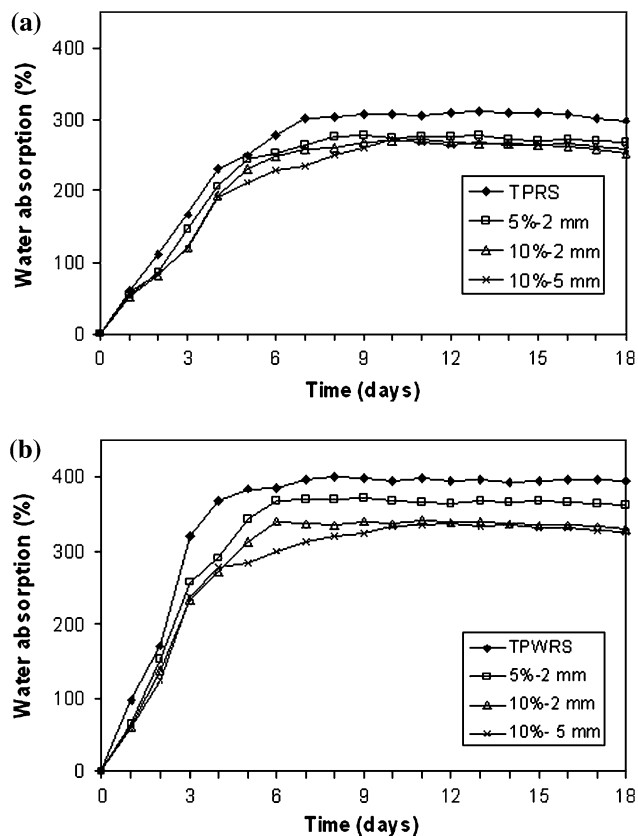 (a)
Water absorption (%)
400
300
200
100
0
TPRS
5%-2 mm
10%-2 mm
10%-5 mm
0 3 6 9 12 15 18
Time (days)
(b)
Water absorption (%)
400
300
200
100
0
TPWRS
5%-2 mm
10%-2 mm
10%- 5 mm
0 3 6 9 12 15 18
Time (days)